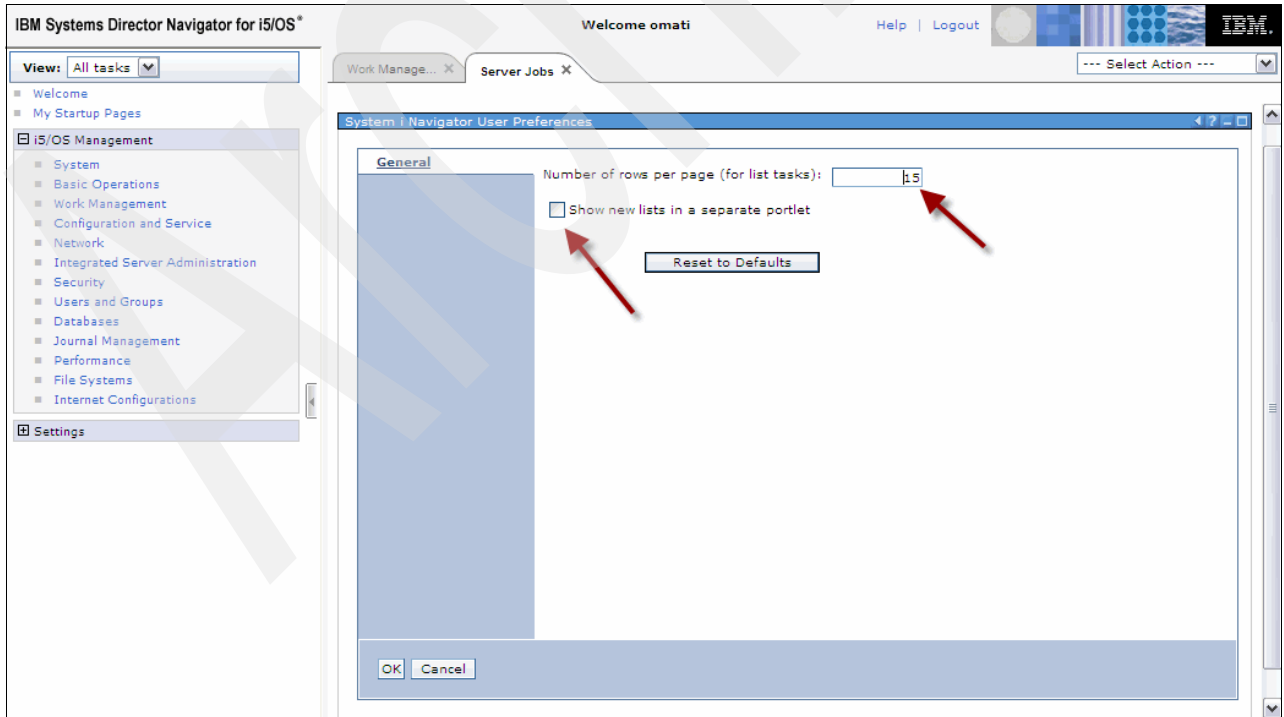 IBM Systems Director Navigator for i5/OS®
Welcome omati
Help | Logout
IBM.
View: All tasks
Work Manage... X
Server Jobs X
--- Select Action ---
Welcome
My Startup Pages
i5/OS Management
System
Basic Operations
Work Management
Configuration and Service
Network
Integrated Server Administration
Security
Users and Groups
Databases
Journal Management
Performance
File Systems
Internet Configurations
Settings
System i Navigator User Preferences
General
Number of rows per page (for list tasks): 15
Show new lists in a separate portlet
Reset to Defaults
OK Cancel